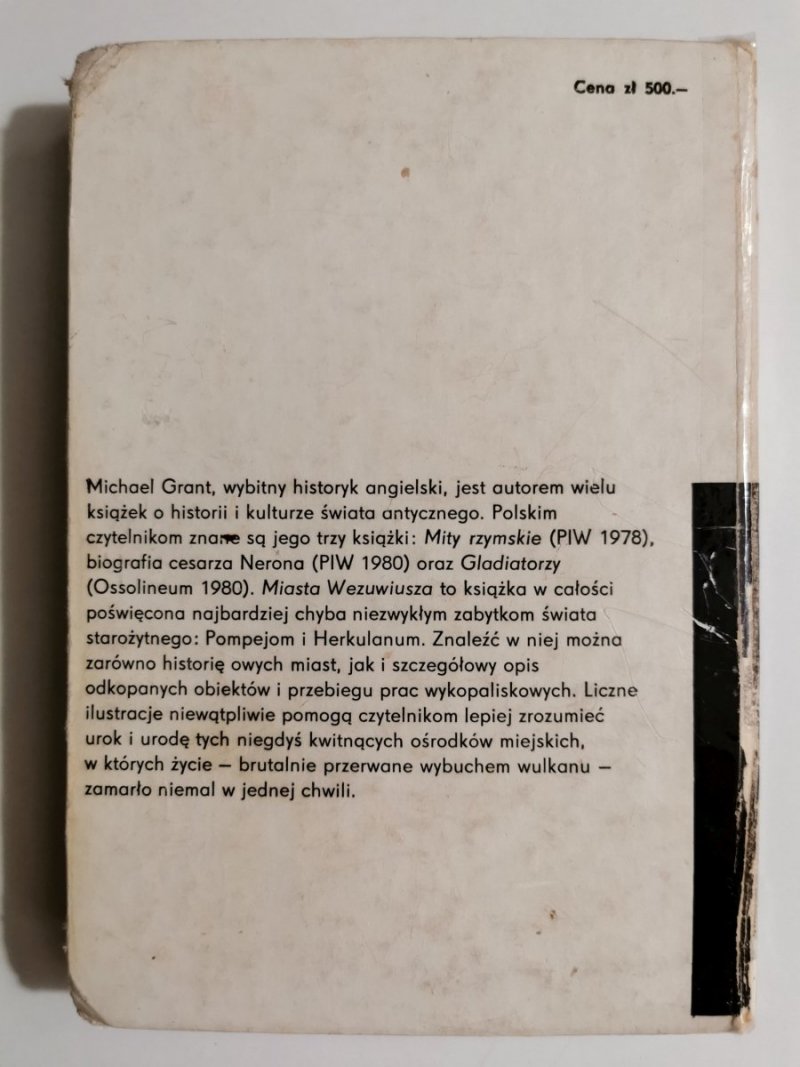 Cena zł 500.—
Michael Grant, wybitny historyk angielski, jest autorem wielu
książek o historii i kulturze świata antycznego. Polskim
czytelnikom znane są jego trzy książki: Mity rzymskie (PIW 1978),
biografia cesarza Nerona (PIW 1980) oraz Gladiatorzy
(Ossolineum 1980). Miasta Wezuwiusza to książka w całości
poświęcona najbardziej chyba niezwykłym zabytkom świata
starożytnego: Pompejom i Herkulanum. Znaleźć w niej można
zarówno historię owych miast, jak i szczegółowy opis
odkopanych obiektów i przebiegu prac wykopaliskowych. Liczne
ilustracje niewątpliwie pomogą czytelnikom lepiej zrozumieć
urok i urodę tych niegdyś kwitnących ośrodków miejskich,
w których życie — brutalnie przerwane wybuchem wulkanu —
zamarło niemal w jednej chwili.